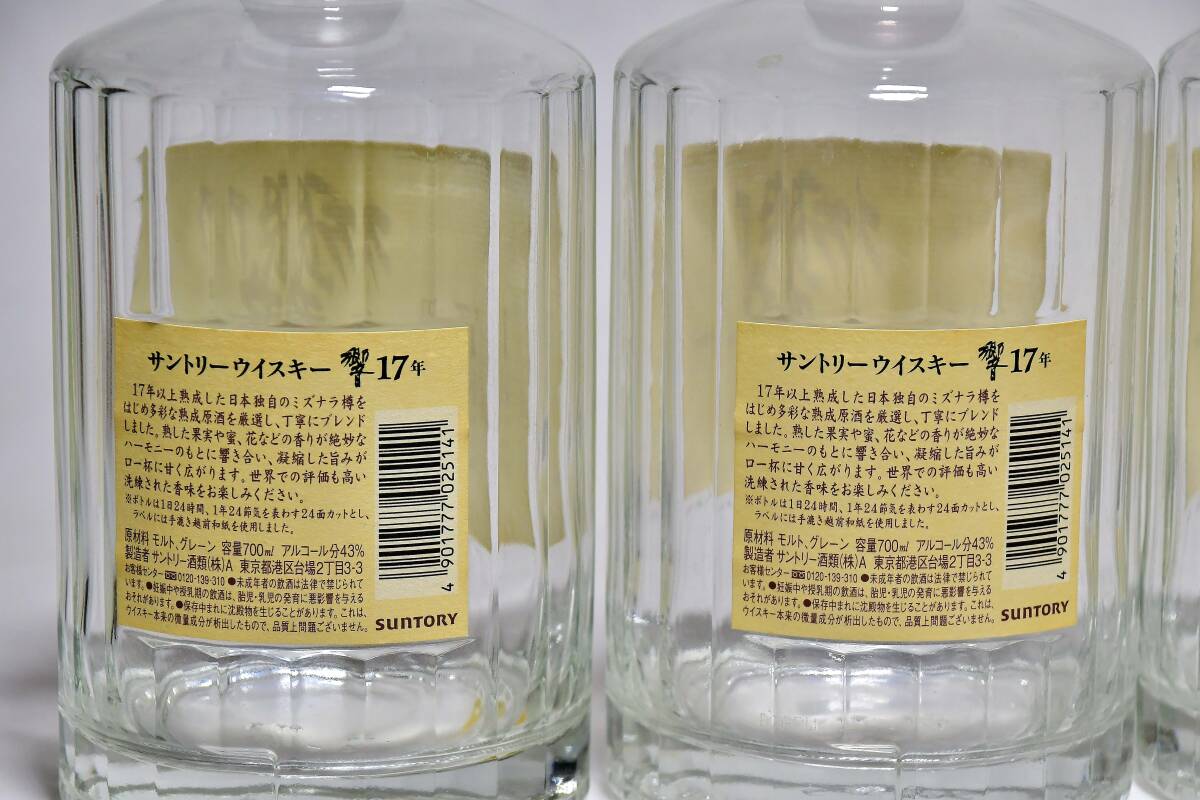 サントリーウイスキー 響 17年
17年以上熟成した日本独自のミズナラ樽を
はじめ多彩な熟成原酒を厳選し、丁寧にブレンド
しました。熟した果実や蜜、花などの香りが絶妙な
ハーモニーのもとに響き合い、凝縮した旨みが
口一杯に甘く広がります。世界での評価も高い
洗練された香味をお楽しみください。
※ボトルは1日24時間、1年24節気を表わす24面カットとし、
ラベルには手漉き越前和紙を使用しました。
原材料 モルト、グレーン 容量700ml アルコール分43%
製造者 サントリー酒類(株)A 東京都港区台場2丁目3-3
お客様センター 0120-139-310 ●未成年者の飲酒は法律で禁じられて
います。●妊娠中や授乳期の飲酒は、胎児・乳児の発育に悪影響を与える
おそれがあります。●保存中まれに沈殿物を生じることがあります。これは、
ウイスキー本来の微量成分が析出したもので、品質上問題ございません。
SUNTORY
4 901777 025141
サントリーウイスキー 響 17年
17年以上熟成した日本独自のミズナラ樽を
はじめ多彩な熟成原酒を厳選し、丁寧にブレンド
しました。熟した果実や蜜、花などの香りが絶妙な
ハーモニーのもとに響き合い、凝縮した旨みが
口一杯に甘く広がります。世界での評価も高い
洗練された香味をお楽しみください。
※ボトルは1日24時間、1年24節気を表わす24面カットとし、
ラベルには手漉き越前和紙を使用しました。
原材料 モルト、グレーン 容量700ml アルコール分43%
製造者 サントリー酒類(株)A 東京都港区台場2丁目3-3
お客様センター 0120-139-310 ●未成年者の飲酒は法律で禁じられて
います。●妊娠中や授乳期の飲酒は、胎児・乳児の発育に悪影響を与える
おそれがあります。●保存中まれに沈殿物を生じることがあります。これは、
ウイスキー本来の微量成分が析出したもので、品質上問題ございません。
SUNTORY
4 901777 025141